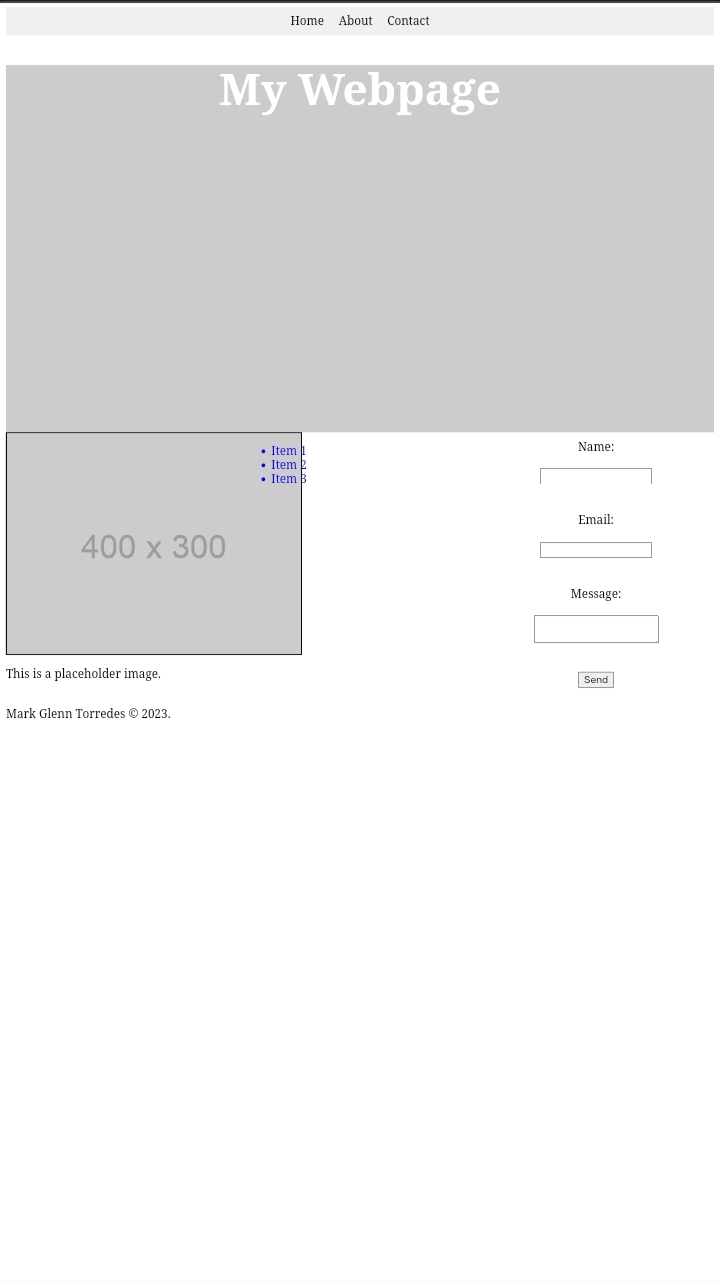 Home About Contact
My Webpage
• Item 1
• Item 2
• Item 3
400 x 300
This is a placeholder image.
Name:
Email:
Message:
Send
Mark Glenn Torredes © 2023.